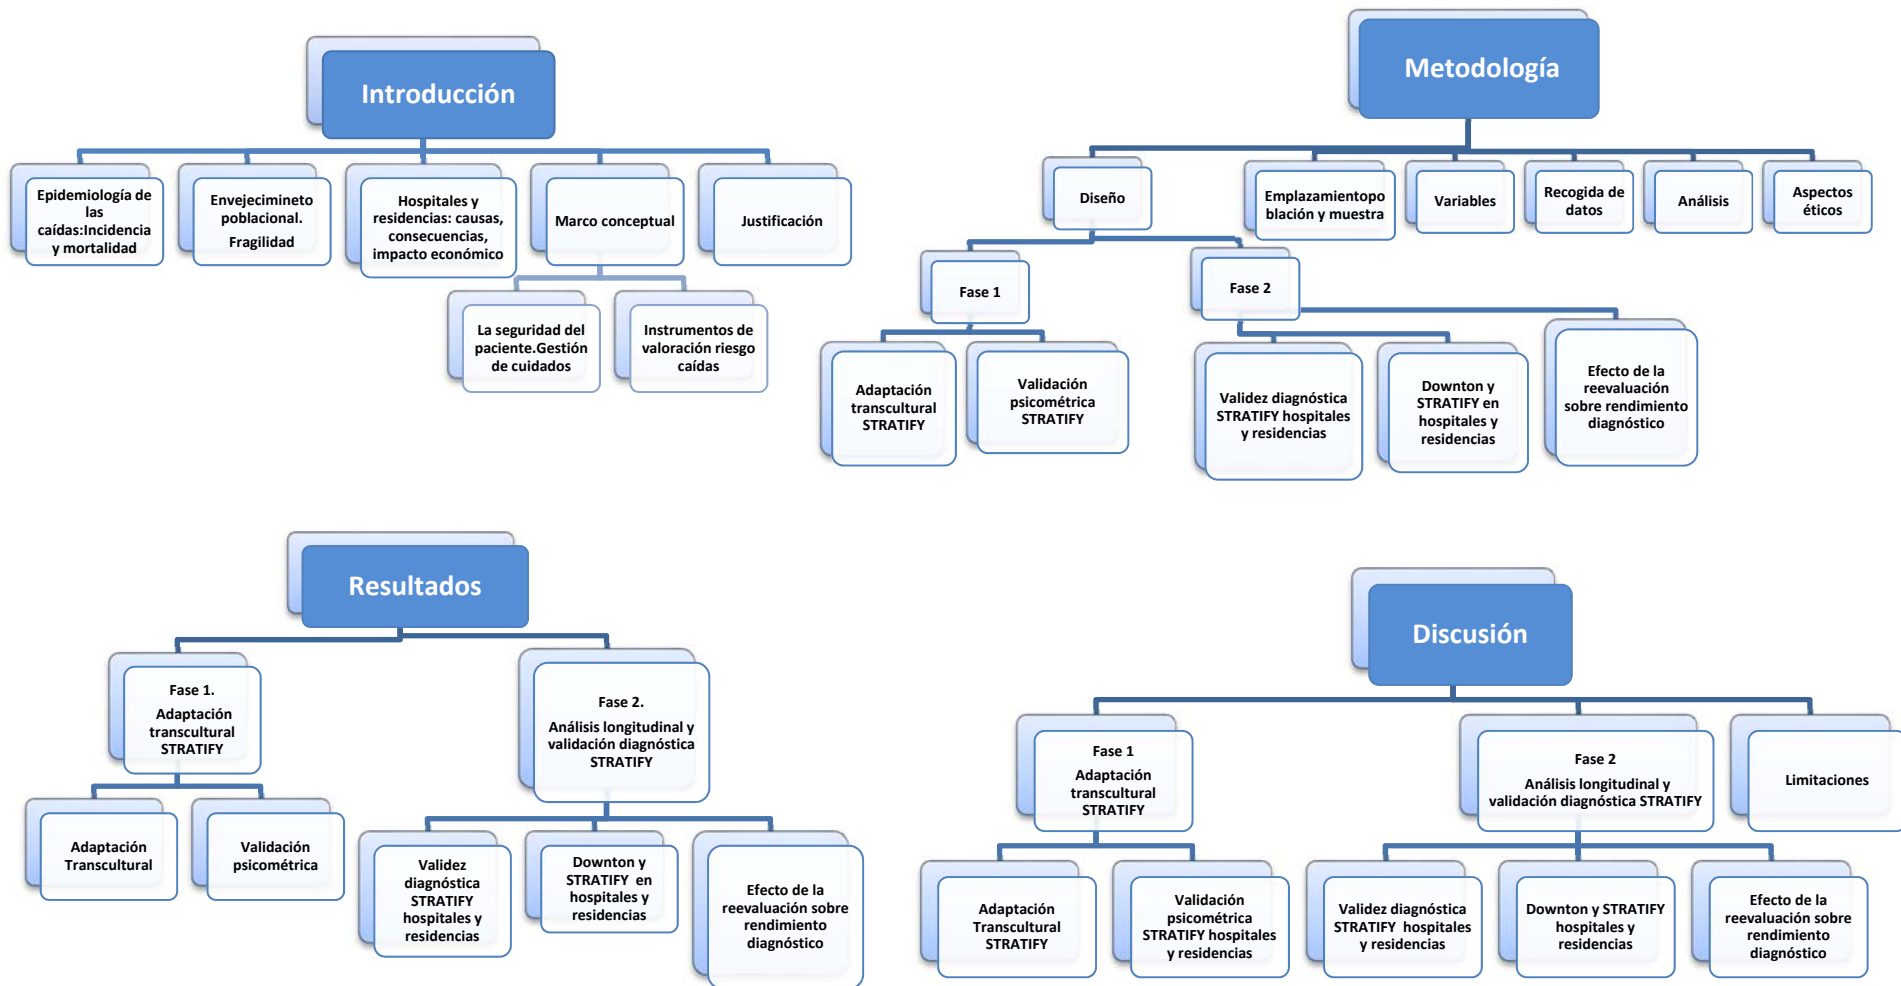 Introducción
Epidemiología de
las
caídas:Incidencia
y mortalidad
Envejecimineto
poblacional.
Fragilidad
Hospitales y
residencias: causas,
consecuencias,
impacto económico
Marco conceptual
Justificación
La seguridad del
paciente.Gestión
de cuidados
Instrumentos de
valoración riesgo
caídas
Metodología
Diseño
Emplazamientopo
blación y muestra
Variables
Recogida de
datos
Análisis
Aspectos
éticos
Fase 1
Fase 2
Adaptación
transcultural
STRATIFY
Validación
psicométrica
STRATIFY
Validez diagnóstica
STRATIFY hospitales
y residencias
Downton y
STRATIFY en
hospitales y
residencias
Efecto de la
reevaluación
sobre rendimiento
diagnóstico
Resultados
Fase 1.
Adaptación
transcultural
STRATIFY
Fase 2.
Análisis longitudinal y
validación diagnóstica
STRATIFY
Adaptación
Transcultural
Validación
psicométrica
Validez
diagnóstica
STRATIFY
hospitales y
residencias
Downton y
STRATIFY en
hospitales y
residencias
Efecto de la
reevaluación sobre
rendimiento
diagnóstico
Discusión
Fase 1
Adaptación
transcultural
STRATIFY
Fase 2
Análisis longitudinal y
validación diagnóstica STRATIFY
Limitaciones
Adaptación
Transcultural
STRATIFY
Validación
psicométrica
STRATIFY hospitales
y residencias
Validez diagnóstica
STRATIFY hospitales
y residencias
Downton y STRATIFY
hospitales y
residencias
Efecto de la
reevaluación sobre
rendimiento
diagnóstico